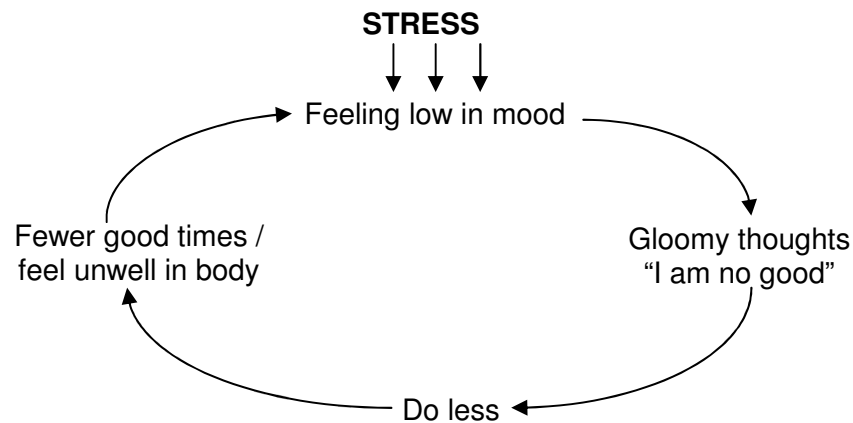 STRESS
Feeling low in mood
Fewer good times /
feel unwell in body
Gloomy thoughts
“I am no good”
Do less